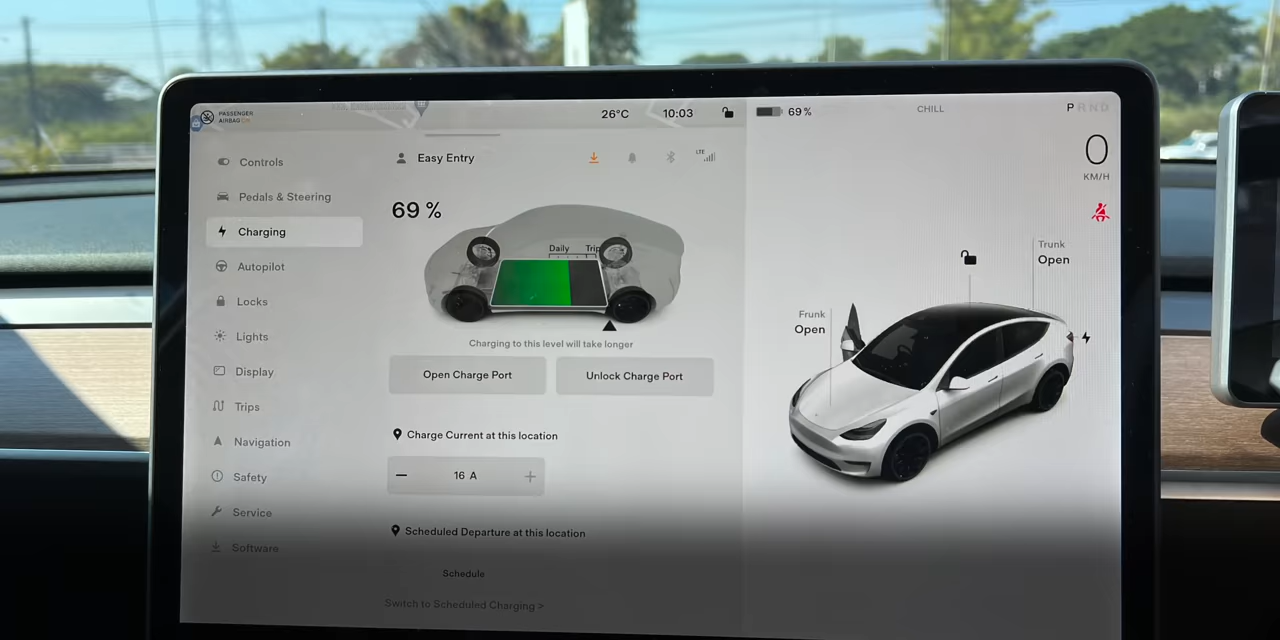 PASSENGER
AIRBAG ON
26°C
10:03
69 %
CHILL
P R N D
0
KM/H
Controls
Pedals & Steering
Charging
Autopilot
Locks
Lights
Display
Trips
Navigation
Safety
Service
Software
Easy Entry
LTE
69 %
Daily
Trip
Charging to this level will take longer
Open Charge Port
Unlock Charge Port
Charge Current at this location
− 16 A +
Scheduled Departure at this location
Schedule
Switch to Scheduled Charging >
Trunk
Open
Frunk
Open